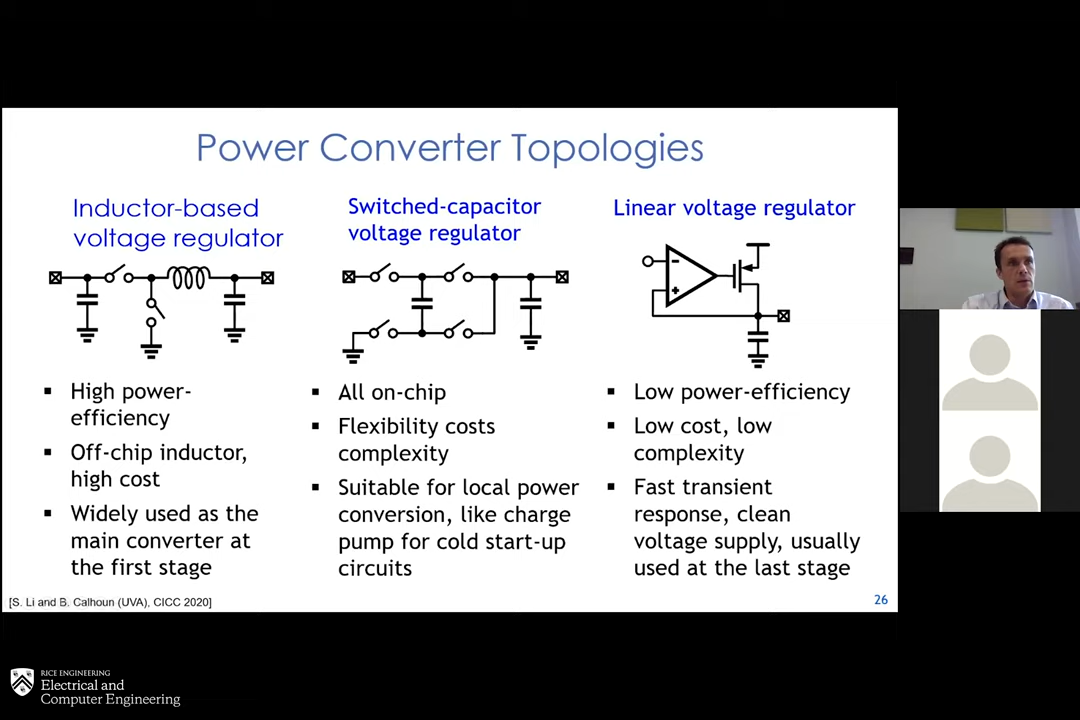 Power Converter Topologies
Inductor-based
voltage regulator
▪ High power-
efficiency
▪ Off-chip inductor,
high cost
▪ Widely used as the
main converter at
the first stage
Switched-capacitor
voltage regulator
▪ All on-chip
▪ Flexibility costs
complexity
▪ Suitable for local power
conversion, like charge
pump for cold start-up
circuits
Linear voltage regulator
-
+
▪ Low power-efficiency
▪ Low cost, low
complexity
▪ Fast transient
response, clean
voltage supply, usually
used at the last stage
[S. Li and B. Calhoun (UVA), CICC 2020]
26
RICE ENGINEERING
Electrical and
Computer Engineering